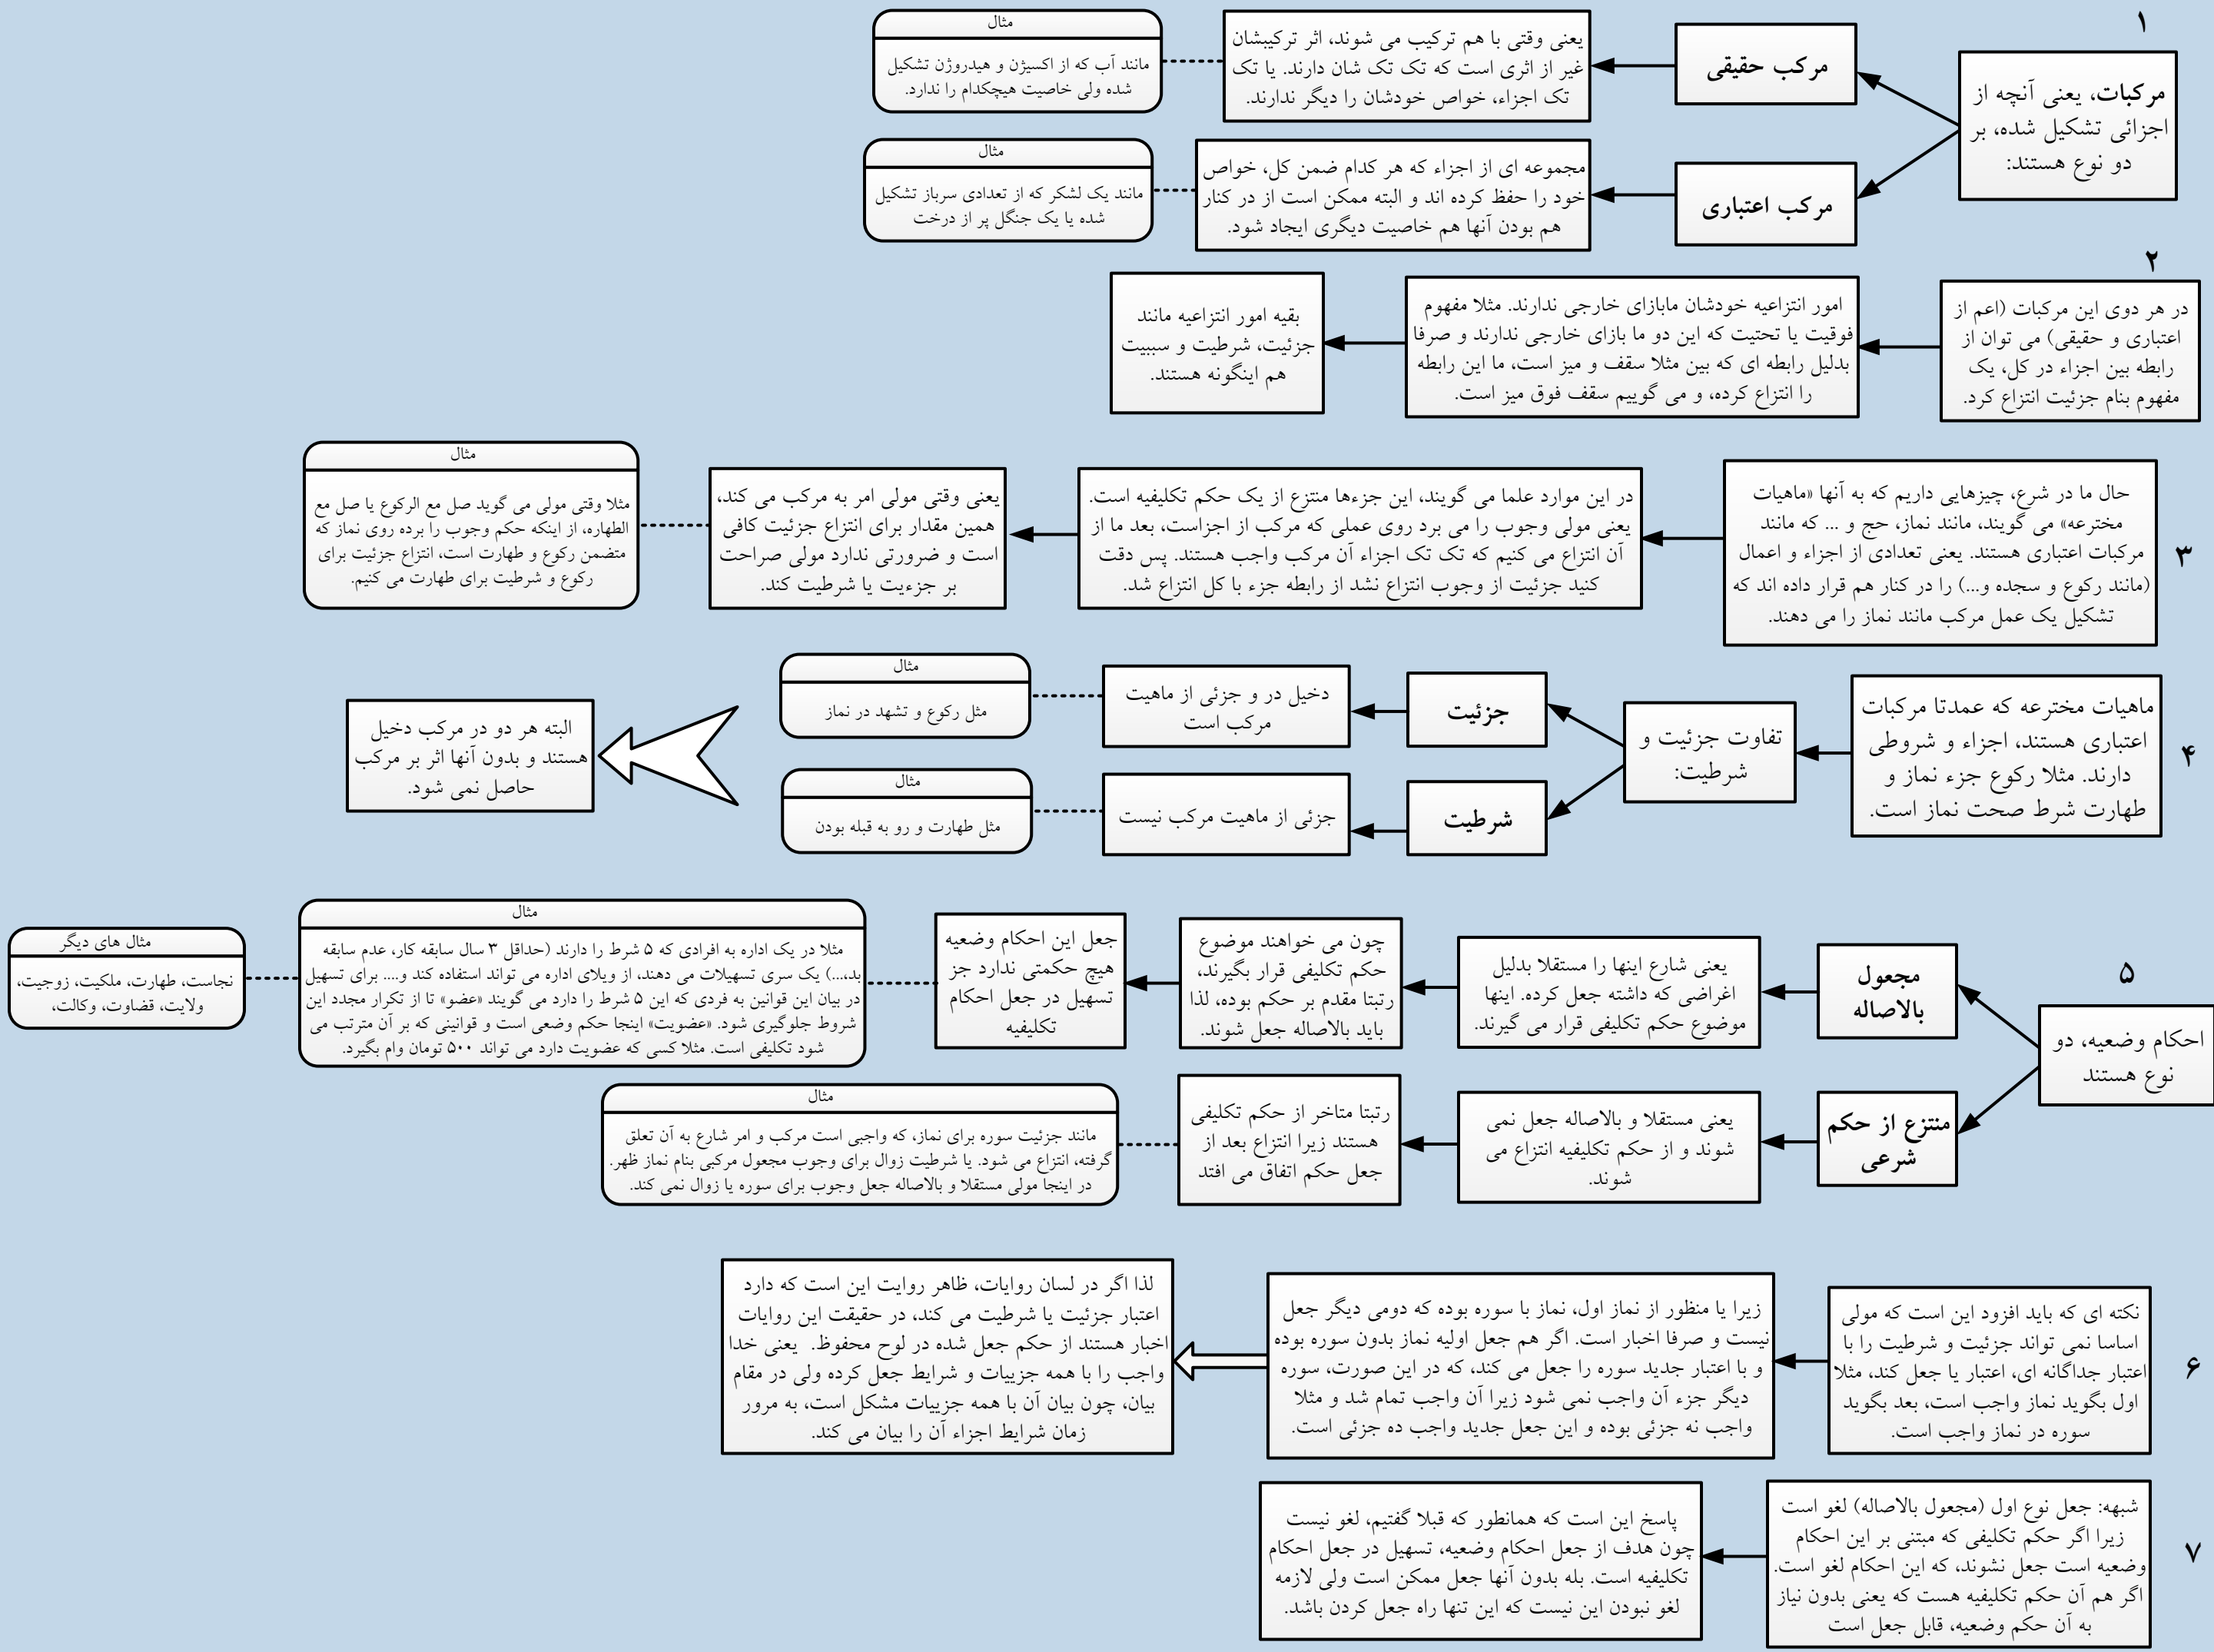 ۱
مرکبات، یعنی آنچه از
اجزائی تشکیل شده، بر
دو نوع هستند:
مرکب حقیقی
یعنی وقتی با هم ترکیب می شوند، اثر ترکیبشان
غیر از اثری است که تک تک شان دارند. یا تک
تک اجزاء، خواص خودشان را دیگر ندارند.
مثال
مانند آب که از اکسیژن و هیدروژن تشکیل
شده ولی خاصیت هیچکدام را ندارد.
مرکب اعتباری
مجموعه ای از اجزاء که هر کدام ضمن کل، خواص
خود را حفظ کرده اند و البته ممکن است از در کنار
هم بودن آنها هم خاصیت دیگری ایجاد شود.
مثال
مانند یک لشکر که از تعدادی سرباز تشکیل
شده یا یک جنگل پر از درخت
۲
در هر دوی این مرکبات (اعم از
اعتباری و حقیقی) می توان از
رابطه بین اجزاء در کل، یک
مفهوم بنام جزئیت انتزاع کرد.
امور انتزاعیه خودشان مابازای خارجی ندارند. مثلا مفهوم
فوقیت یا تحتیت که این دو ما بازای خارجی ندارند و صرفا
بدلیل رابطه ای که بین مثلا سقف و میز است، ما این رابطه
را انتزاع کرده، و می گوییم سقف فوق میز است.
بقیه امور انتزاعیه مانند
جزئیت، شرطیت و سببیت
هم اینگونه هستند.
۳
حال ما در شرع، چیزهایی داریم که به آنها «ماهیات
مخترعه» می گویند، مانند نماز، حج و ... که مانند
مرکبات اعتباری هستند. یعنی تعدادی از اجزاء و اعمال
(مانند رکوع و سجده و...) را در کنار هم قرار داده اند که
تشکیل یک عمل مرکب مانند نماز را می دهند.
در این موارد علما می گویند، این جزءها منتزع از یک حکم تکلیفیه است.
یعنی مولی وجوب را می برد روی عملی که مرکب از اجزاست، بعد ما از
آن انتزاع می کنیم که تک تک اجزاء آن مرکب واجب هستند. پس دقت
کنید جزئیت از وجوب انتزاع نشد از رابطه جزء با کل انتزاع شد.
یعنی وقتی مولی امر به مرکب می کند،
همین مقدار برای انتزاع جزئیت کافی
است و ضرورتی ندارد مولی صراحت
بر جزءیت یا شرطیت کند.
مثال
مثلا وقتی مولی می گوید صل مع الرکوع یا صل مع
الطهاره، از اینکه حکم وجوب را برده روی نماز که
متضمن رکوع و طهارت است، انتزاع جزئیت برای
رکوع و شرطیت برای طهارت می کنیم.
۴
ماهیات مخترعه که عمدتا مرکبات
اعتباری هستند، اجزاء و شروطی
دارند. مثلا رکوع جزء نماز و
طهارت شرط صحت نماز است.
تفاوت جزئیت و
شرطیت:
جزئیت
دخیل در و جزئی از ماهیت
مرکب است
مثال
مثل رکوع و تشهد در نماز
شرطیت
جزئی از ماهیت مرکب نیست
مثال
مثل طهارت و رو به قبله بودن
البته هر دو در مرکب دخیل
هستند و بدون آنها اثر بر مرکب
حاصل نمی شود.
۵
احکام وضعیه، دو
نوع هستند
مجعول
بالاصاله
یعنی شارع اینها را مستقلا بدلیل
اغراضی که داشته جعل کرده. اینها
موضوع حکم تکلیفی قرار می گیرند.
چون می خواهند موضوع
حکم تکلیفی قرار بگیرند،
رتبتا مقدم بر حکم بوده، لذا
باید بالاصاله جعل شوند.
جعل این احکام وضعیه
هیچ حکمتی ندارد جز
تسهیل در جعل احکام
تکلیفیه
مثال
مثلا در یک اداره به افرادی که ۵ شرط را دارند (حداقل ۳ سال سابقه کار، عدم سابقه
بد،...) یک سری تسهیلات می دهند، از ویلای اداره می تواند استفاده کند و.... برای تسهیل
در بیان این قوانین به فردی که این ۵ شرط را دارد می گویند «عضو» تا از تکرار مجدد این
شروط جلوگیری شود. «عضویت» اینجا حکم وضعی است و قوانینی که بر آن مترتب می
شود تکلیفی است. مثلا کسی که عضویت دارد می تواند ۵۰۰ تومان وام بگیرد.
مثال های دیگر
نجاست، طهارت، ملکیت، زوجیت،
ولایت، قضاوت، وکالت،
منتزع از حکم
شرعی
یعنی مستقلا و بالاصاله جعل نمی
شوند و از حکم تکلیفیه انتزاع می
شوند.
رتبتا متاخر از حکم تکلیفی
هستند زیرا انتزاع بعد از
جعل حکم اتفاق می افتد
مثال
مانند جزئیت سوره برای نماز، که واجبی است مرکب و امر شارع به آن تعلق
گرفته، انتزاع می شود. یا شرطیت زوال برای وجوب مجعول مرکبی بنام نماز ظهر.
در اینجا مولی مستقلا و بالاصاله جعل وجوب برای سوره یا زوال نمی کند.
۶
نکته ای که باید افزود این است که مولی
اساسا نمی تواند جزئیت و شرطیت را با
اعتبار جداگانه ای، اعتبار یا جعل کند، مثلا
اول بگوید نماز واجب است، بعد بگوید
سوره در نماز واجب است.
زیرا یا منظور از نماز اول، نماز با سوره بوده که دومی دیگر جعل
نیست و صرفا اخبار است. اگر هم جعل اولیه نماز بدون سوره بوده
و با اعتبار جدید سوره را جعل می کند، که در این صورت، سوره
دیگر جزء آن واجب نمی شود زیرا آن واجب تمام شد و مثلا
واجب نه جزئی بوده و این جعل جدید واجب ده جزئی است.
لذا اگر در لسان روایات، ظاهر روایت این است که دارد
اعتبار جزئیت یا شرطیت می کند، در حقیقت این روایات
اخبار هستند از حکم جعل شده در لوح محفوظ. یعنی خدا
واجب را با همه جزییات و شرایط جعل کرده ولی در مقام
بیان، چون بیان آن با همه جزییات مشکل است، به مرور
زمان شرایط اجزاء آن را بیان می کند.
۷
شبهه: جعل نوع اول (مجعول بالاصاله) لغو است
زیرا اگر حکم تکلیفی که مبتنی بر این احکام
وضعیه است جعل نشوند، که این احکام لغو است.
اگر هم آن حکم تکلیفیه هست که یعنی بدون نیاز
به آن حکم وضعیه، قابل جعل است
پاسخ این است که همانطور که قبلا گفتیم، لغو نیست
چون هدف از جعل احکام وضعیه، تسهیل در جعل احکام
تکلیفیه است. بله بدون آنها جعل ممکن است ولی لازمه
لغو نبودن این نیست که این تنها راه جعل کردن باشد.